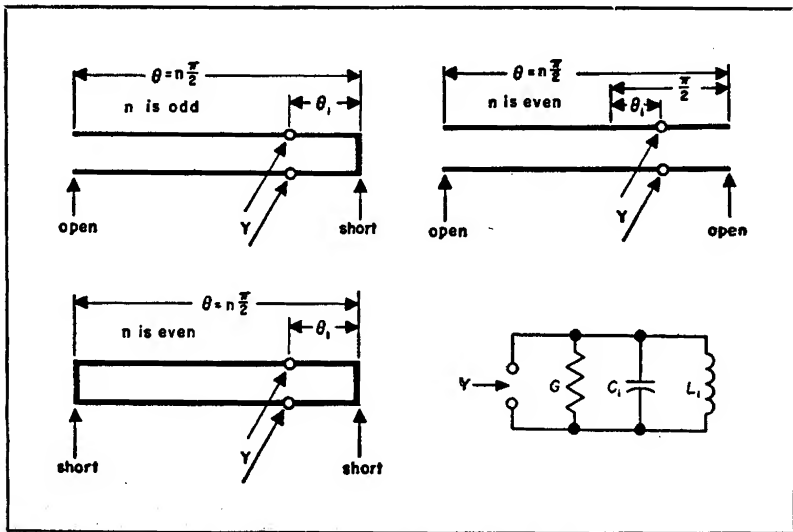 θ = n π/2
n is odd
θ₁
Y
open
short
θ = n π/2
π/2
n is even
θ₁
Y
open
open
θ = n π/2
n is even
θ₁
Y
short
short
Y
G
C₁
L₁